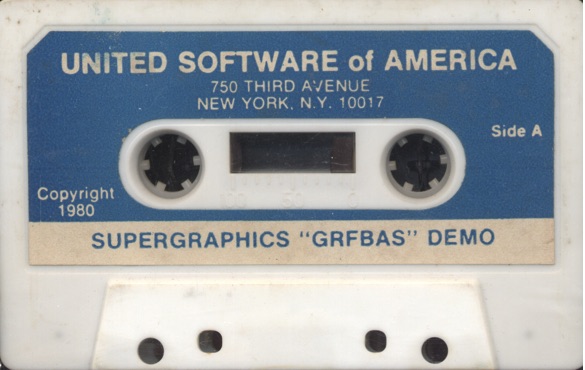 UNITED SOFTWARE of AMERICA
750 THIRD AVENUE
NEW YORK, N.Y. 10017
Side A
Copyright
1980
SUPERGRAPHICS "GRFBAS" DEMO